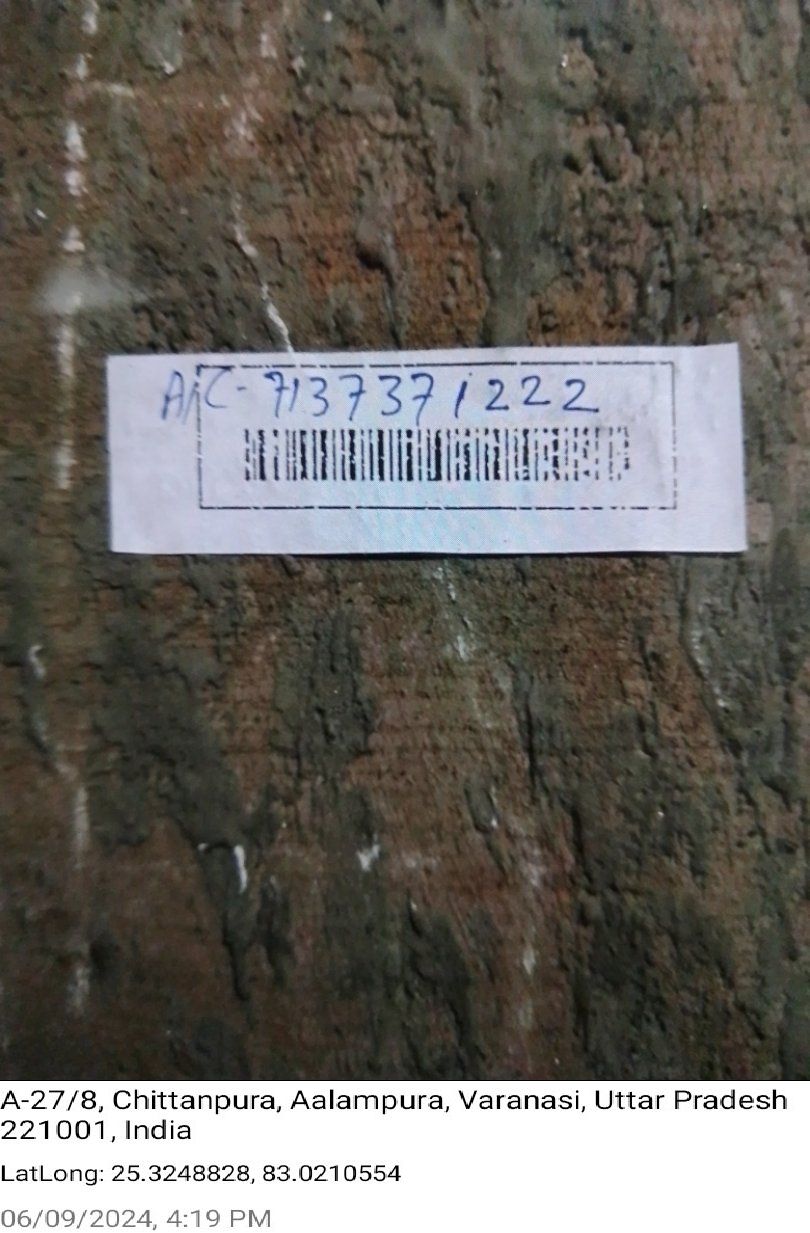 A/C- 7137371222
A-27/8, Chittanpura, Aalampura, Varanasi, Uttar Pradesh
221001, India
LatLong: 25.3248828, 83.0210554
06/09/2024, 4:19 PM